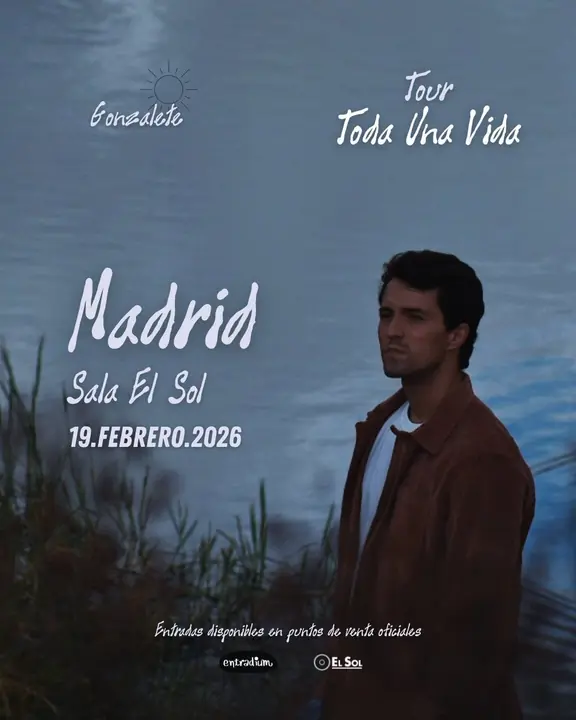 Gonzalete
Tour
Toda Una Vida
Madrid
Sala El Sol
19.FEBRERO.2026
Entradas disponibles en puntos de venta oficiales
entradium
EL SOL